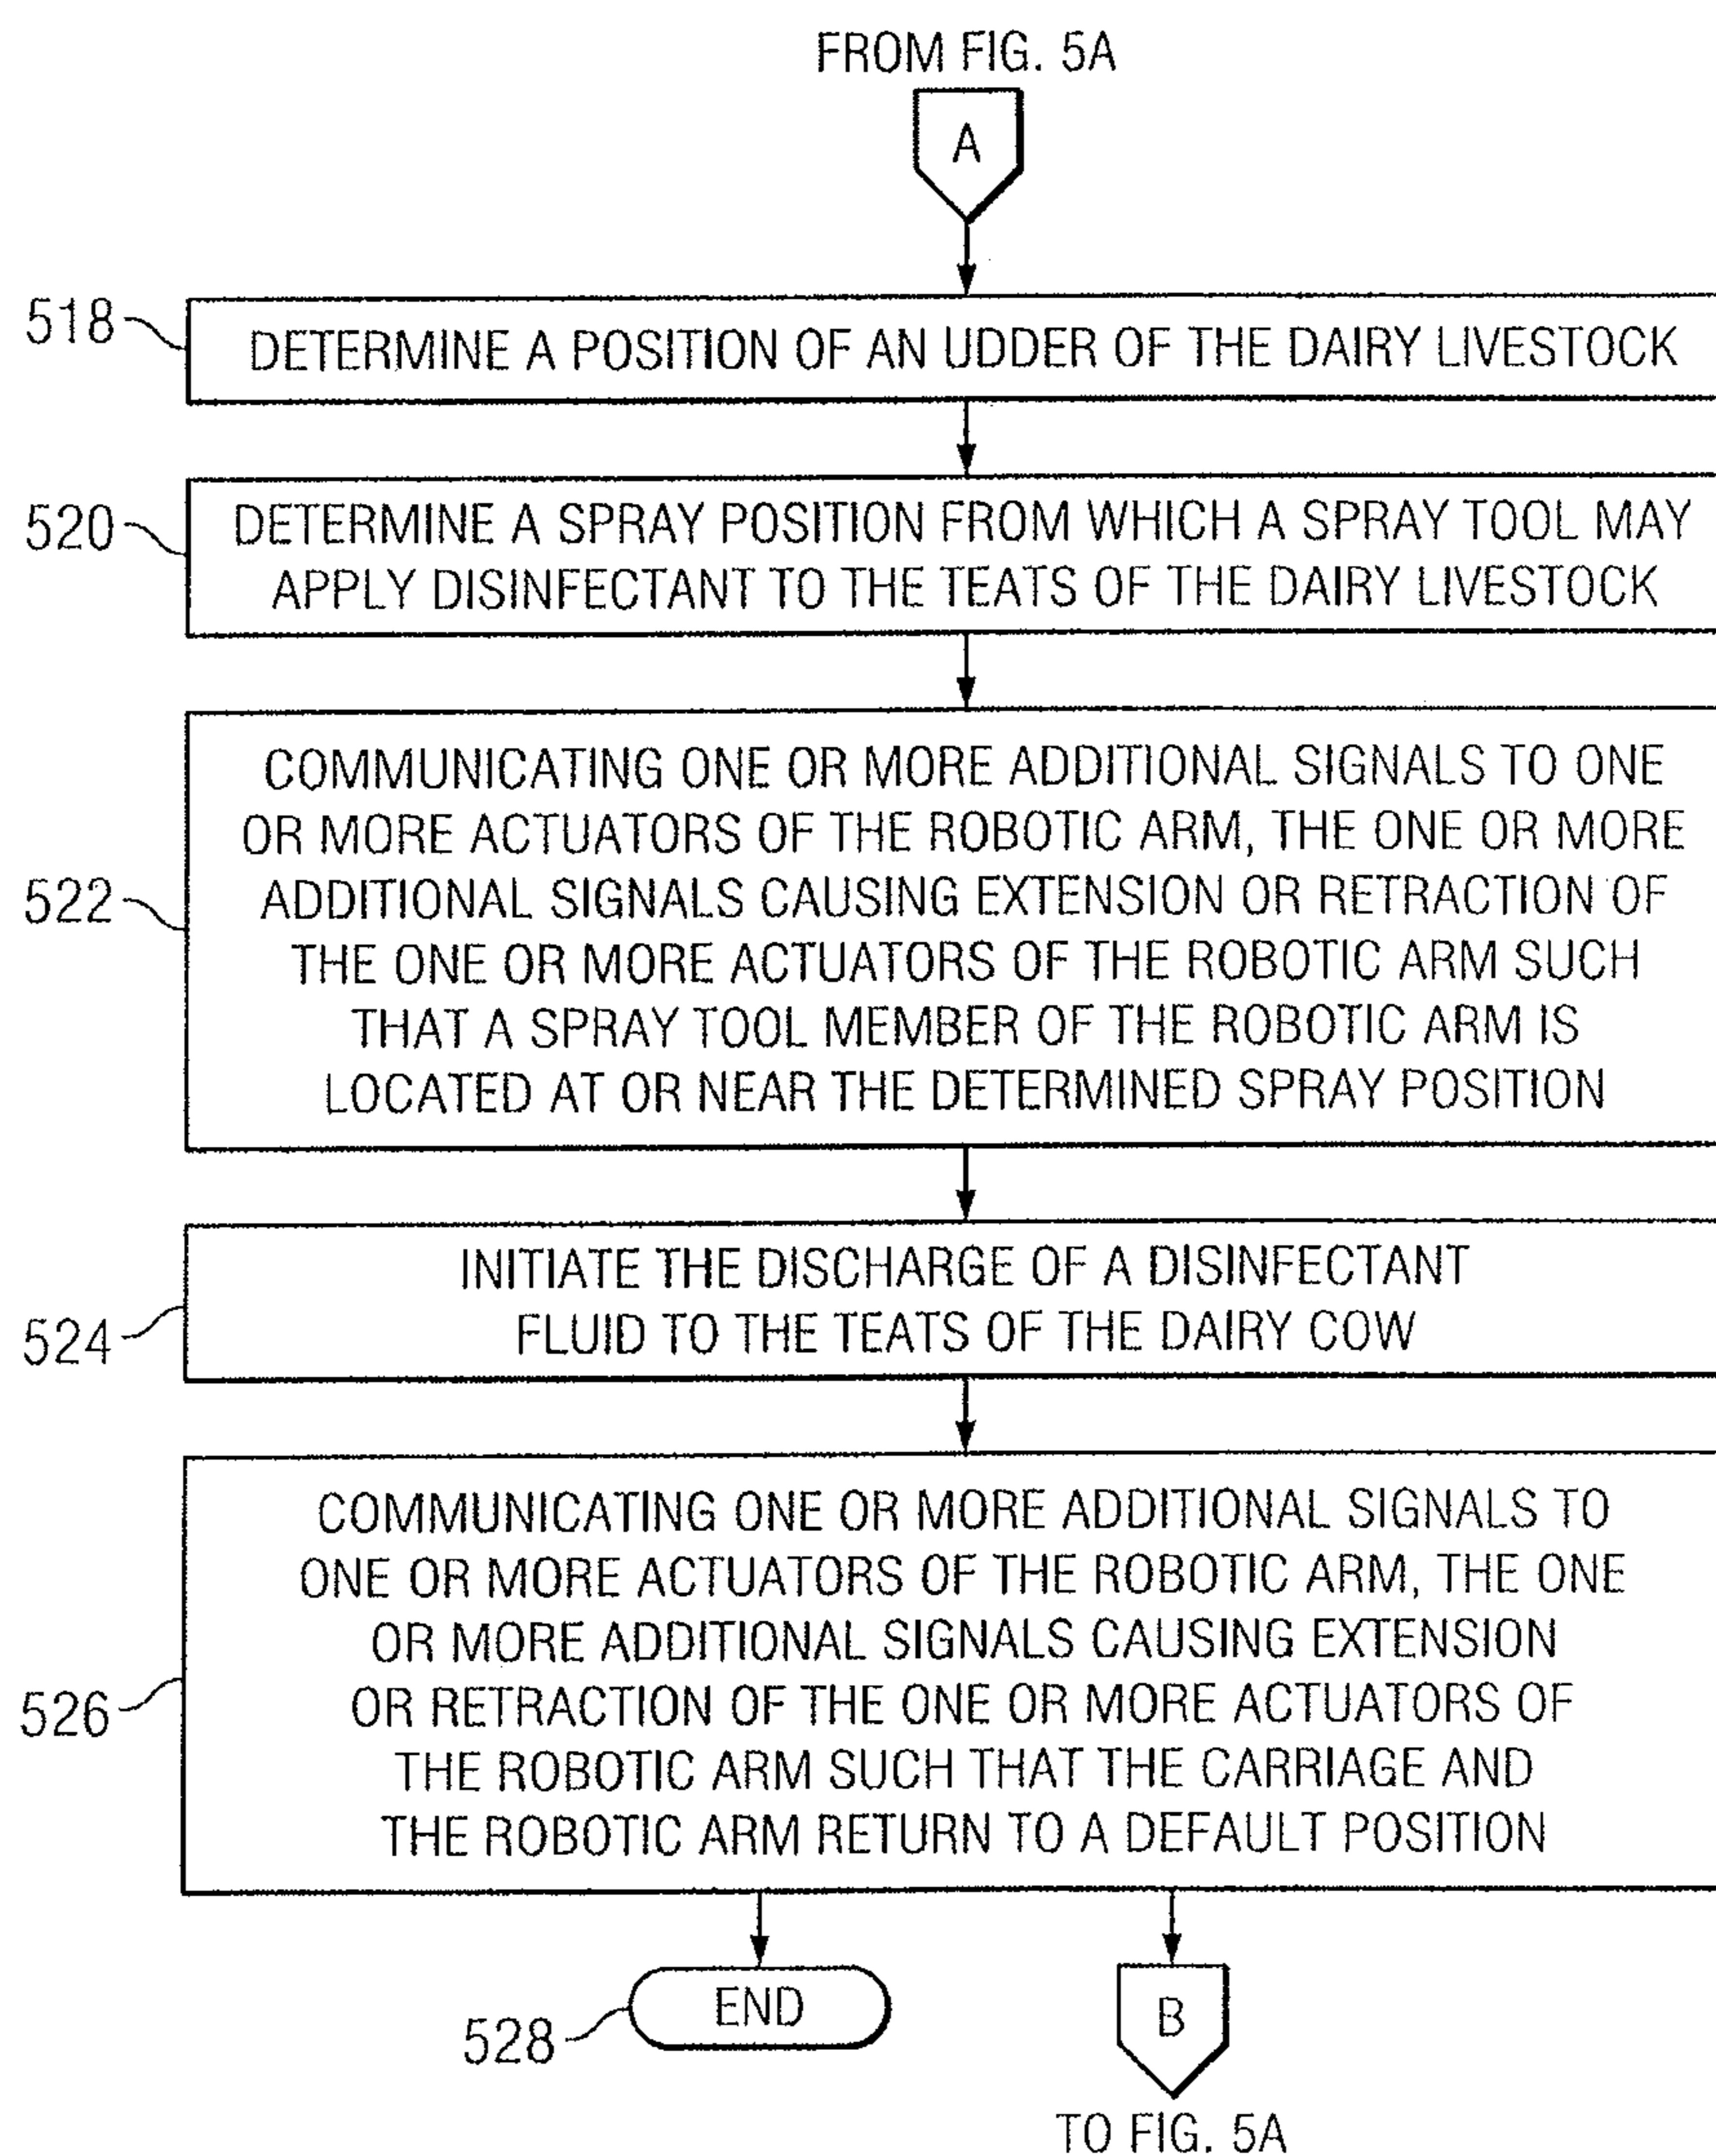 FROM FIG. 5A
A
518
DETERMINE A POSITION OF AN UDDER OF THE DAIRY LIVESTOCK
520
DETERMINE A SPRAY POSITION FROM WHICH A SPRAY TOOL MAY
APPLY DISINFECTANT TO THE TEATS OF THE DAIRY LIVESTOCK
522
COMMUNICATING ONE OR MORE ADDITIONAL SIGNALS TO ONE
OR MORE ACTUATORS OF THE ROBOTIC ARM, THE ONE OR MORE
ADDITIONAL SIGNALS CAUSING EXTENSION OR RETRACTION OF
THE ONE OR MORE ACTUATORS OF THE ROBOTIC ARM SUCH
THAT A SPRAY TOOL MEMBER OF THE ROBOTIC ARM IS
LOCATED AT OR NEAR THE DETERMINED SPRAY POSITION
524
INITIATE THE DISCHARGE OF A DISINFECTANT
FLUID TO THE TEATS OF THE DAIRY COW
526
COMMUNICATING ONE OR MORE ADDITIONAL SIGNALS TO
ONE OR MORE ACTUATORS OF THE ROBOTIC ARM, THE ONE
OR MORE ADDITIONAL SIGNALS CAUSING EXTENSION
OR RETRACTION OF THE ONE OR MORE ACTUATORS OF
THE ROBOTIC ARM SUCH THAT THE CARRIAGE AND
THE ROBOTIC ARM RETURN TO A DEFAULT POSITION
528
END
B
TO FIG. 5A